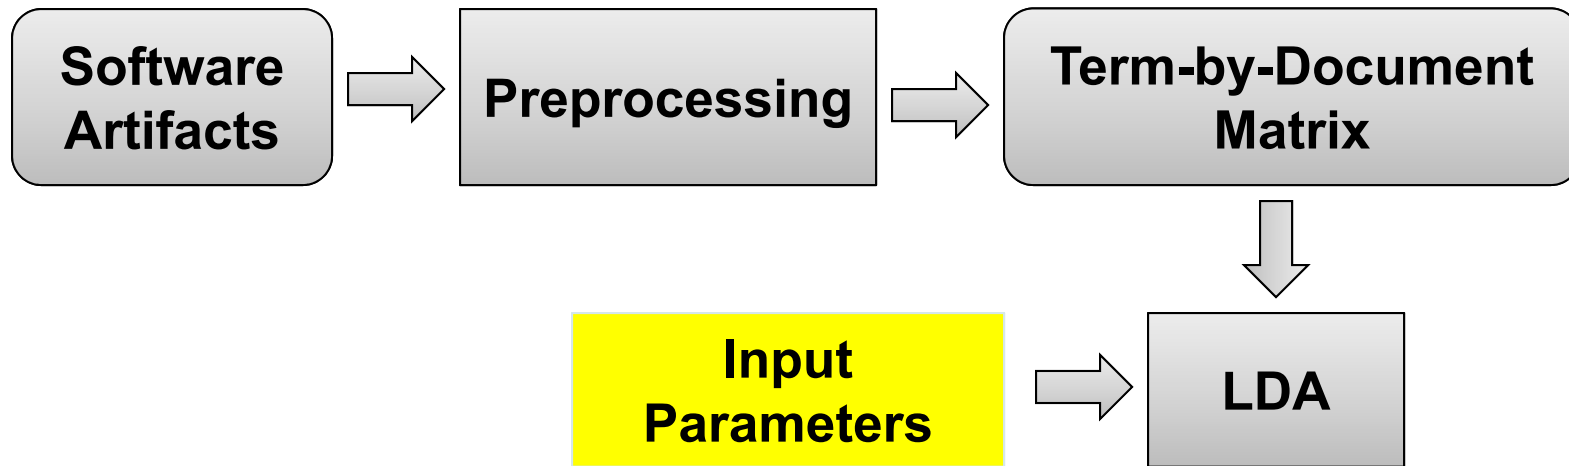 Software
Artifacts
Preprocessing
Term-by-Document
Matrix
Input
Parameters
LDA